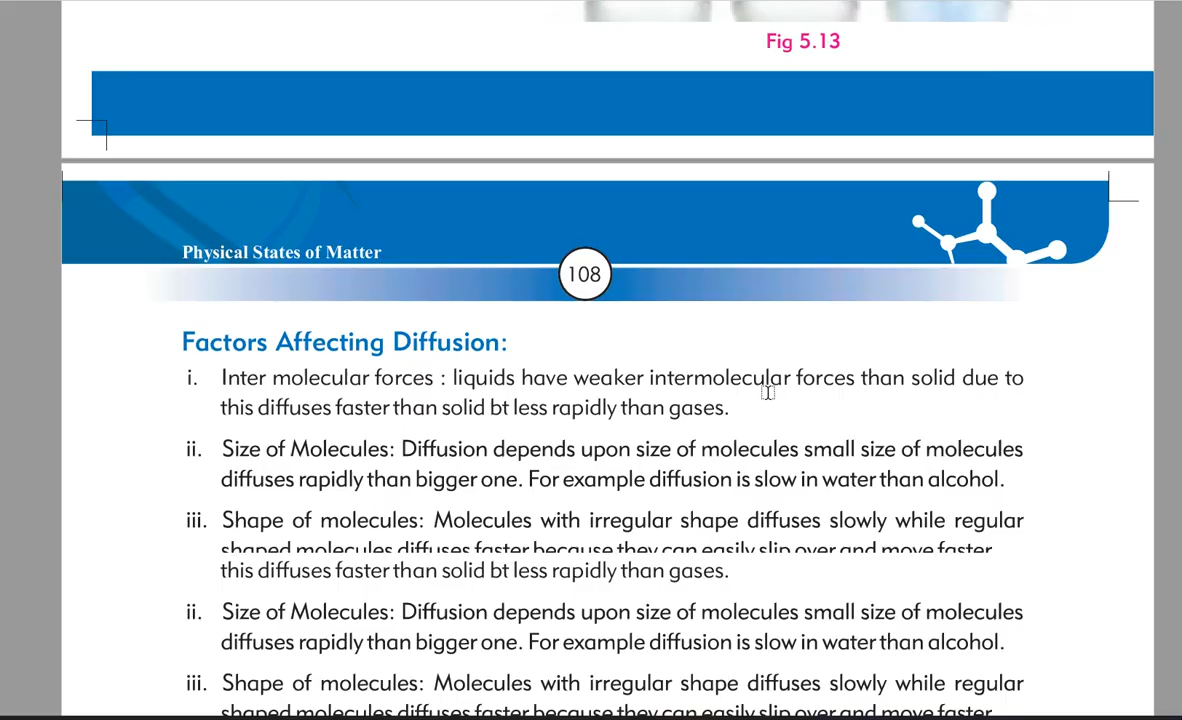 Fig 5.13
Physical States of Matter
108
Factors Affecting Diffusion:
i. Inter molecular forces : liquids have weaker intermolecular forces than solid due to
this diffuses faster than solid bt less rapidly than gases.
ii. Size of Molecules: Diffusion depends upon size of molecules small size of molecules
diffuses rapidly than bigger one. For example diffusion is slow in water than alcohol.
iii. Shape of molecules: Molecules with irregular shape diffuses slowly while regular
shaped molecules diffuses faster because they can easily slip over and move faster
this diffuses faster than solid bt less rapidly than gases.
ii. Size of Molecules: Diffusion depends upon size of molecules small size of molecules
diffuses rapidly than bigger one. For example diffusion is slow in water than alcohol.
iii. Shape of molecules: Molecules with irregular shape diffuses slowly while regular
shaped molecules diffuses faster because they can easily slip over and move faster